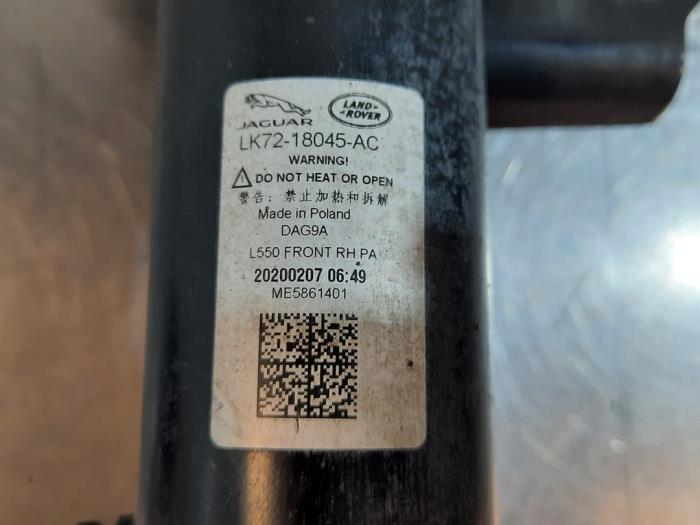 JAGUAR
LAND-
-ROVER
LK72-18045-AC
WARNING!
DO NOT HEAT OR OPEN
警告：禁止加热和拆解
Made in Poland
DAG9A
L550 FRONT RH PA
20200207 06:49
ME5861401